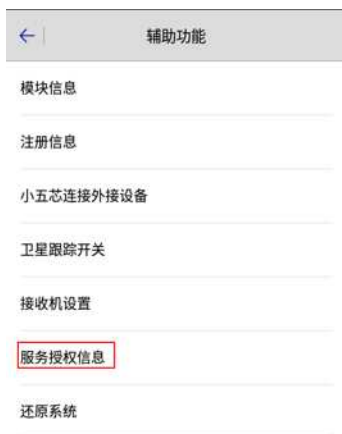 辅助功能
模块信息
注册信息
小五芯连接外接设备
卫星跟踪开关
接收机设置
服务授权信息
还原系统